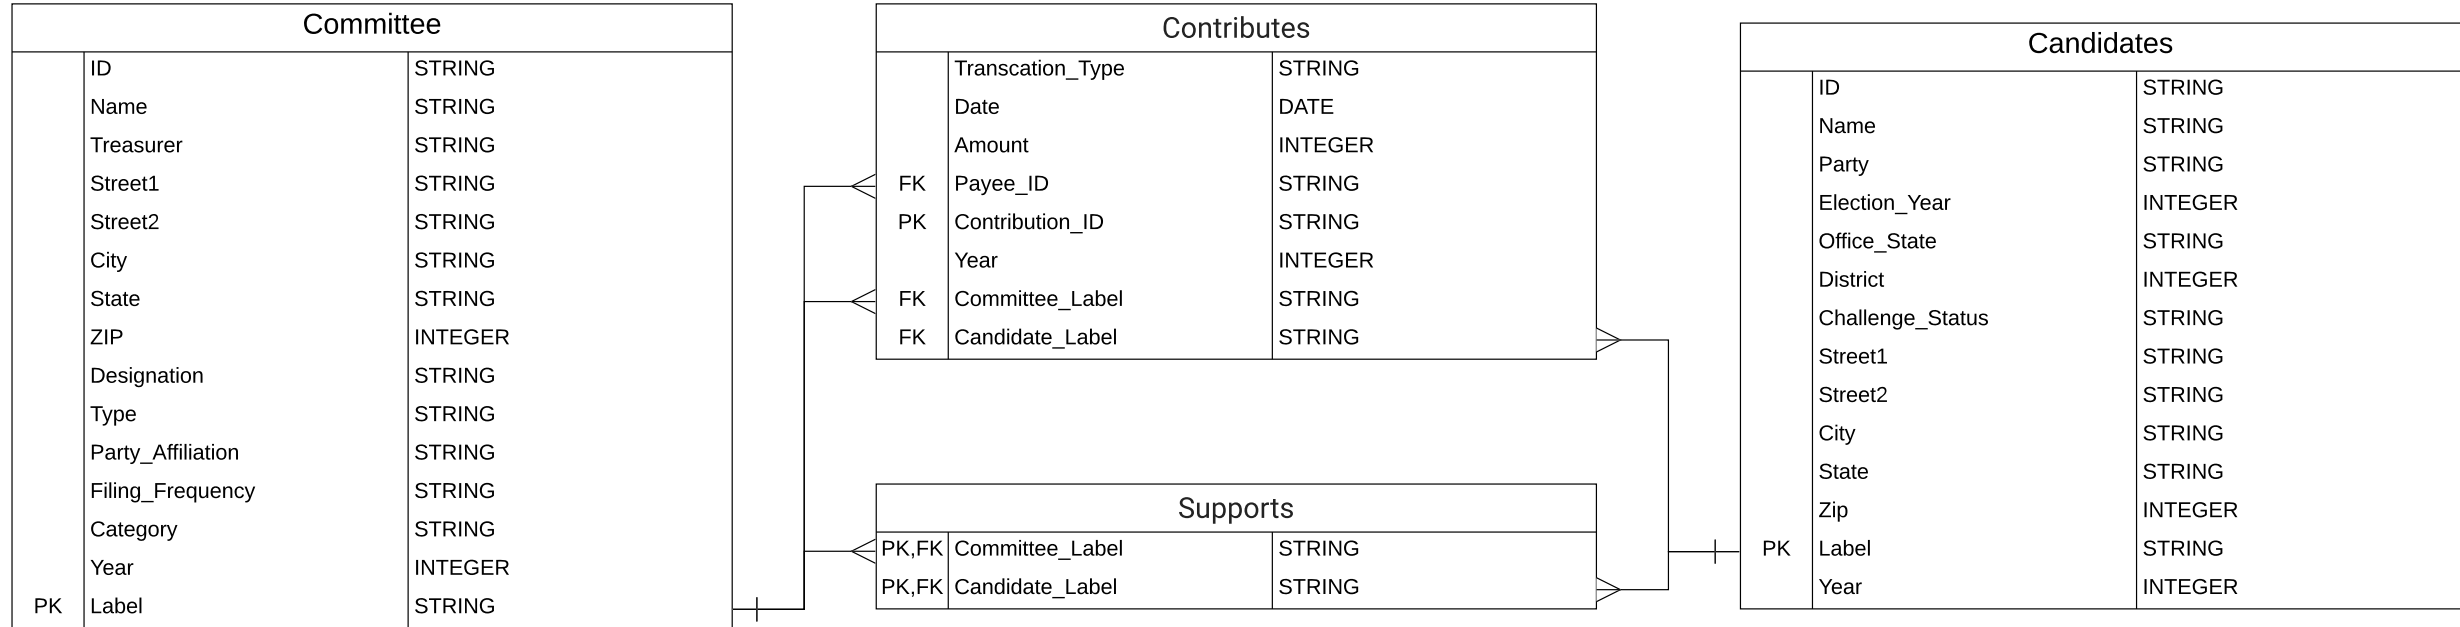 Committee
ID STRING
Name STRING
Treasurer STRING
Street1 STRING
Street2 STRING
City STRING
State STRING
ZIP INTEGER
Designation STRING
Type STRING
Party_Affiliation STRING
Filing_Frequency STRING
Category STRING
Year INTEGER
PK Label STRING
Contributes
Transcation_Type STRING
Date DATE
Amount INTEGER
FK Payee_ID STRING
PK Contribution_ID STRING
Year INTEGER
FK Committee_Label STRING
FK Candidate_Label STRING
Supports
PK,FK Committee_Label STRING
PK,FK Candidate_Label STRING
Candidates
ID STRING
Name STRING
Party STRING
Election_Year INTEGER
Office_State STRING
District INTEGER
Challenge_Status STRING
Street1 STRING
Street2 STRING
City STRING
State STRING
Zip INTEGER
PK Label STRING
Year INTEGER